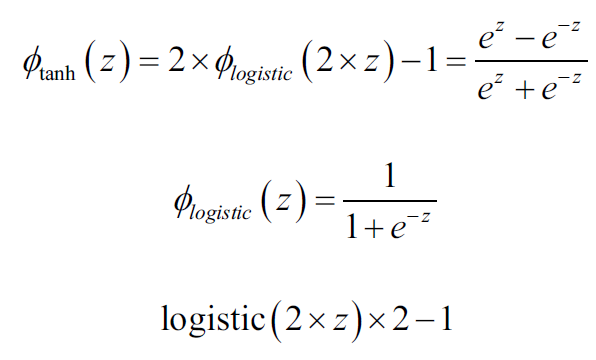 ϕ_tanh (z) = 2 × ϕ_logistic (2 × z) − 1 = (e^z − e^−z) / (e^z + e^−z)
ϕ_logistic (z) = 1 / (1 + e^−z)
logistic(2 × z) × 2 − 1